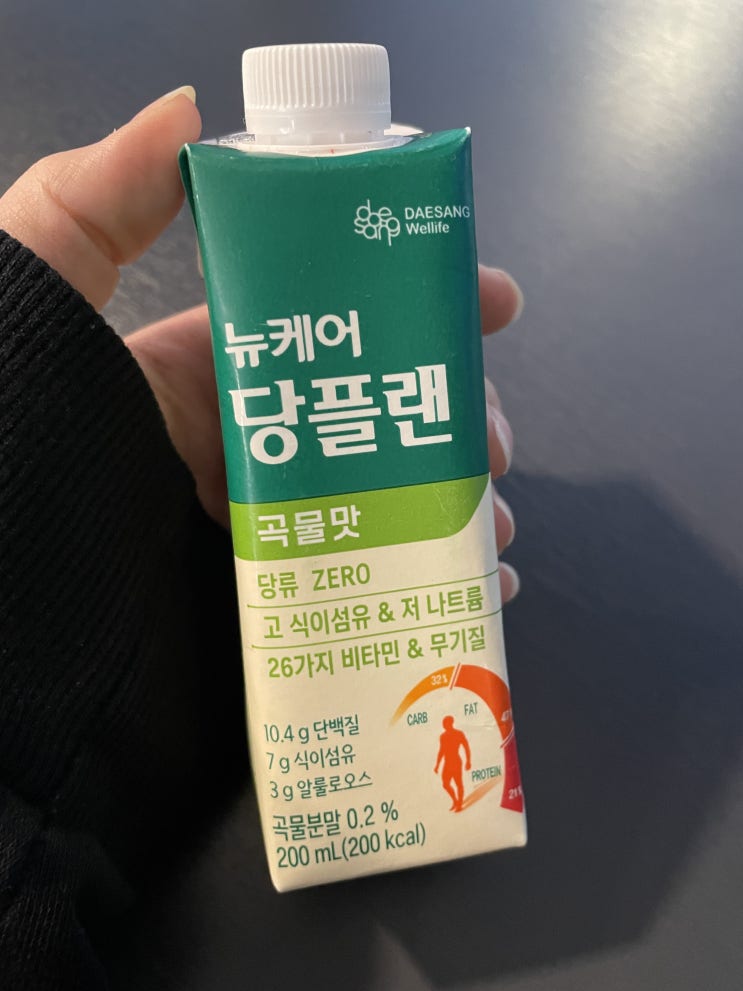 DAESANG
Wellife
뉴케어
당플랜
곡물맛
당류 ZERO
고 식이섬유 & 저 나트륨
26가지 비타민 & 무기질
32%
CARB
FAT
PROTEIN
10.4 g 단백질
7 g 식이섬유
3 g 알룰로오스
곡물분말 0.2 %
200 mL(200 kcal)